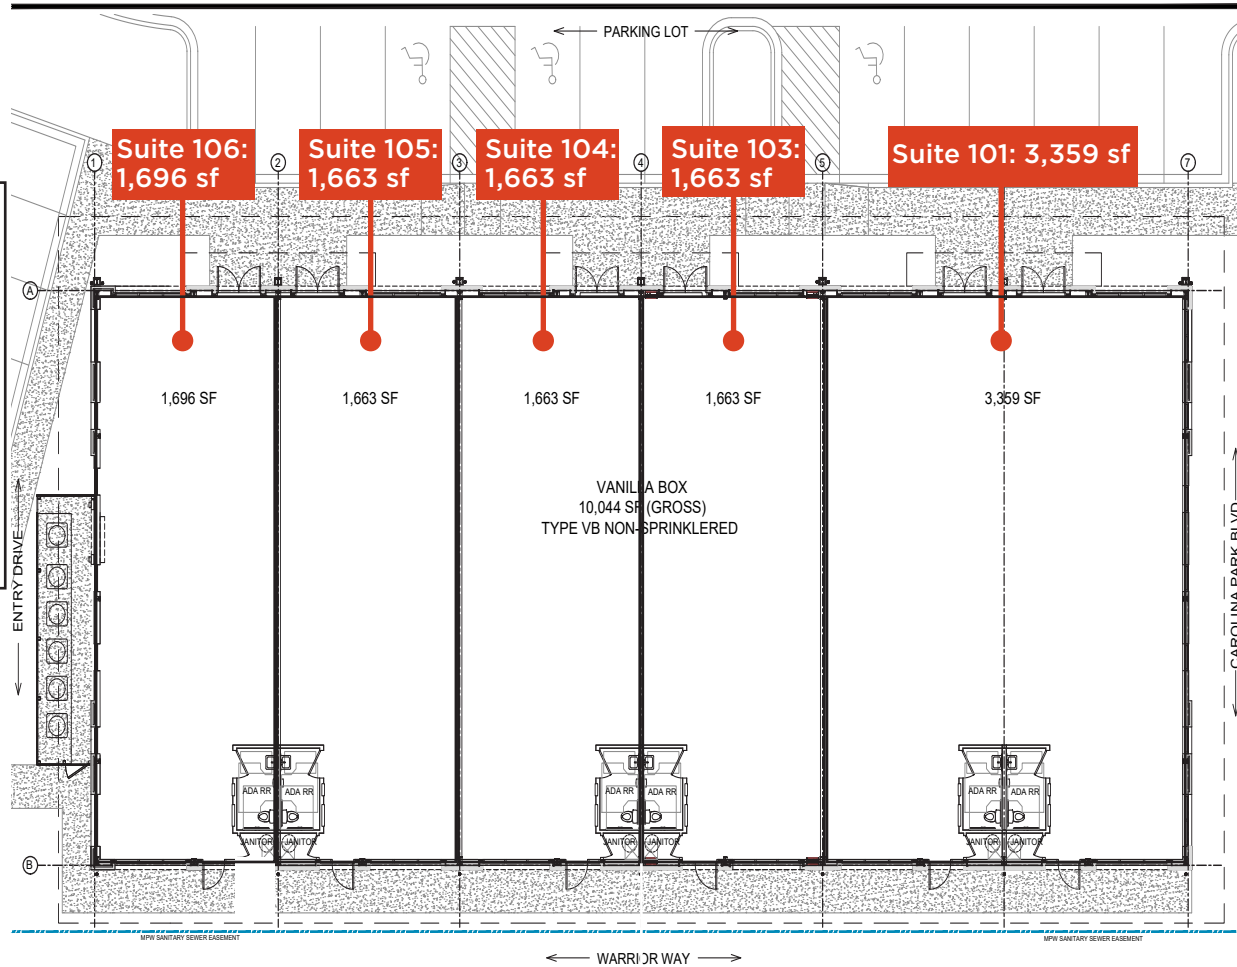 PARKING LOT
Suite 106:
1,696 sf
Suite 105:
1,663 sf
Suite 104:
1,663 sf
Suite 103:
1,663 sf
Suite 101: 3,359 sf
1
2
3
4
5
7
A
1,696 SF
1,663 SF
1,663 SF
1,663 SF
3,359 SF
VANILLA BOX
10,044 SF (GROSS)
TYPE VB NON-SPRINKLERED
ENTRY DRIVE
CAROLINA PARK BLVD
ADA RR
ADA RR
ADA RR
ADA RR
ADA RR
ADA RR
JANITOR
JANITOR
JANITOR
JANITOR
JANITOR
JANITOR
B
MPW SANITARY SEWER EASEMENT
MPW SANITARY SEWER EASEMENT
WARRIOR WAY